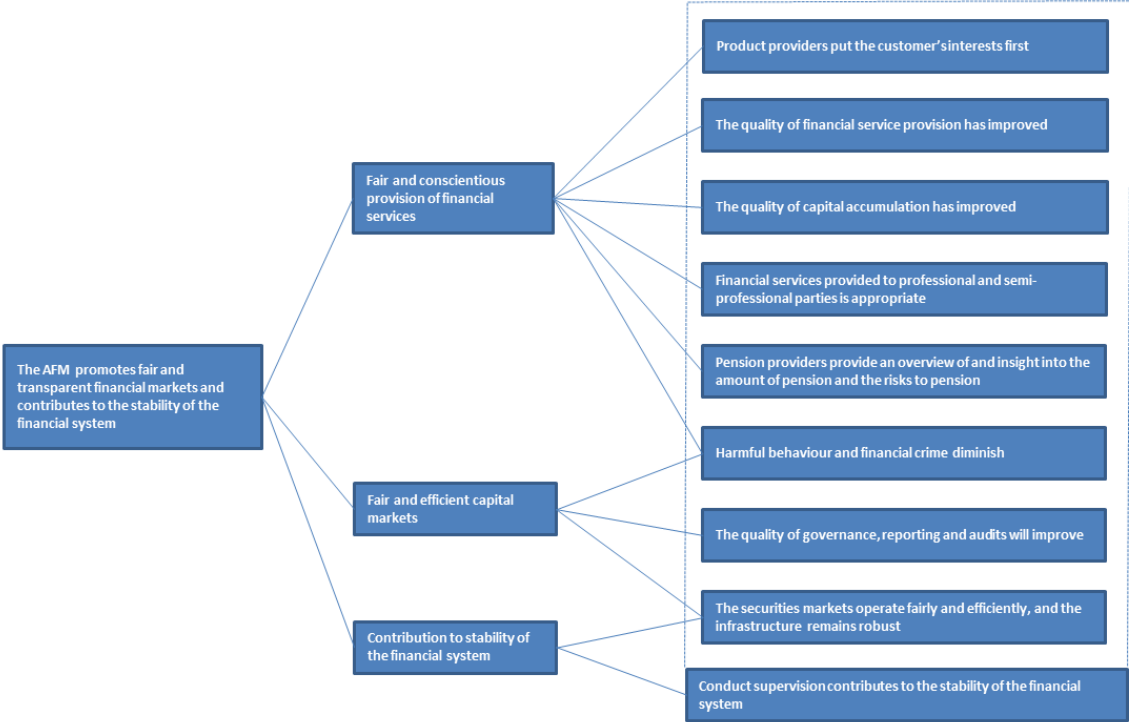 Product providers put the customer's interests first
The quality of financial service provision has improved
Fair and conscientious
provision of financial
services
The quality of capital accumulation has improved
Financial services provided to professional and semi-
professional parties is appropriate
The AFM promotes fair and
transparent financial markets and
contributes to the stability of the
financial system
Pension providers provide an overview of and insight into the
amount of pension and the risks to pension
Harmful behaviour and financial crime diminish
Fair and efficient capital
markets
The quality of governance, reporting and audits will improve
The securities markets operate fairly and efficiently, and the
infrastructure remains robust
Contribution to stability of
the financial system
Conduct supervision contributes to the stability of the financial
system